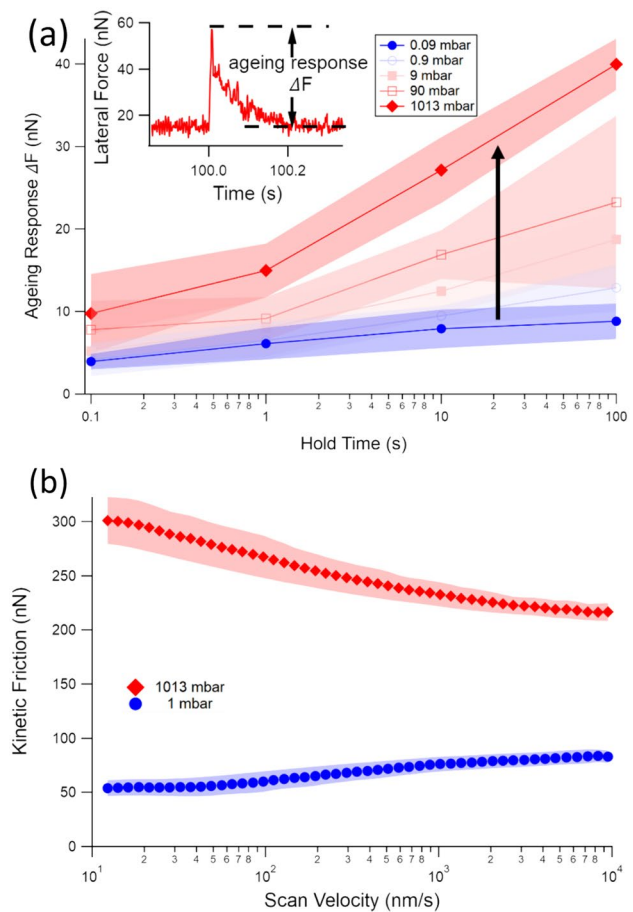 (a)
60
40
20
Lateral Force (nN)
ageing response
ΔF
100.0
100.2
Time (s)
0.09 mbar
0.9 mbar
9 mbar
90 mbar
1013 mbar
40
30
20
10
0
Ageing Response ΔF (nN)
0.1 2 3 4 5 6 7 8 1 2 3 4 5 6 7 8 10 2 3 4 5 6 7 8 100
Hold Time (s)
(b)
300
250
200
150
100
50
0
Kinetic Friction (nN)
1013 mbar
1 mbar
10¹ 2 3 4 5 6 7 8 10² 2 3 4 5 6 7 8 10³ 2 3 4 5 6 7 8 10⁴
Scan Velocity (nm/s)